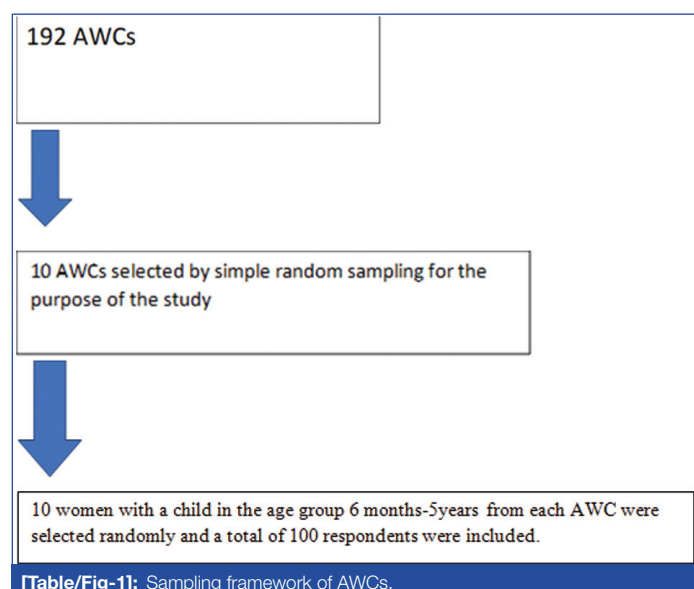 192 AWCs
10 AWCs selected by simple random sampling for the
purpose of the study
10 women with a child in the age group 6 months-5years from each AWC were
selected randomly and a total of 100 respondents were included.
[Table/Fig-1]: Sampling framework of AWCs.